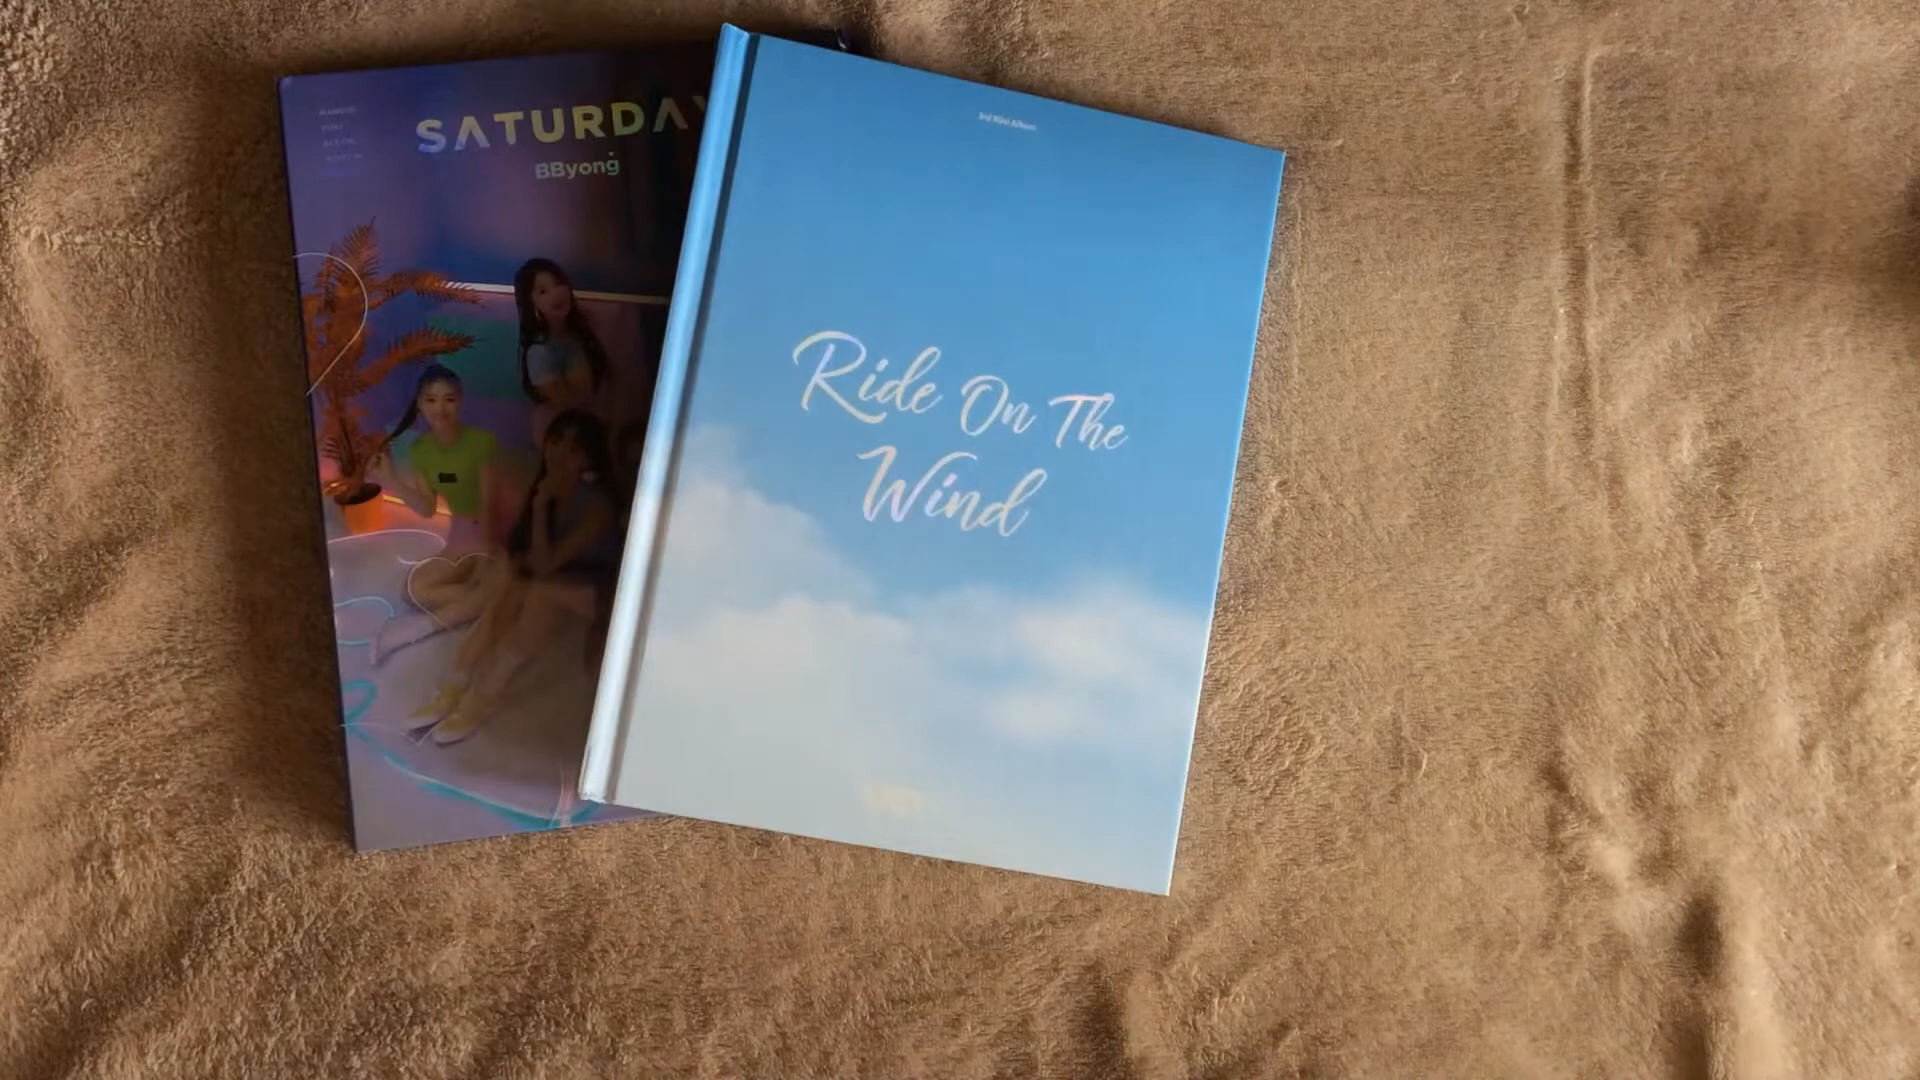 SATURDAY
BByong
3rd Mini Album
Ride On The
Wind